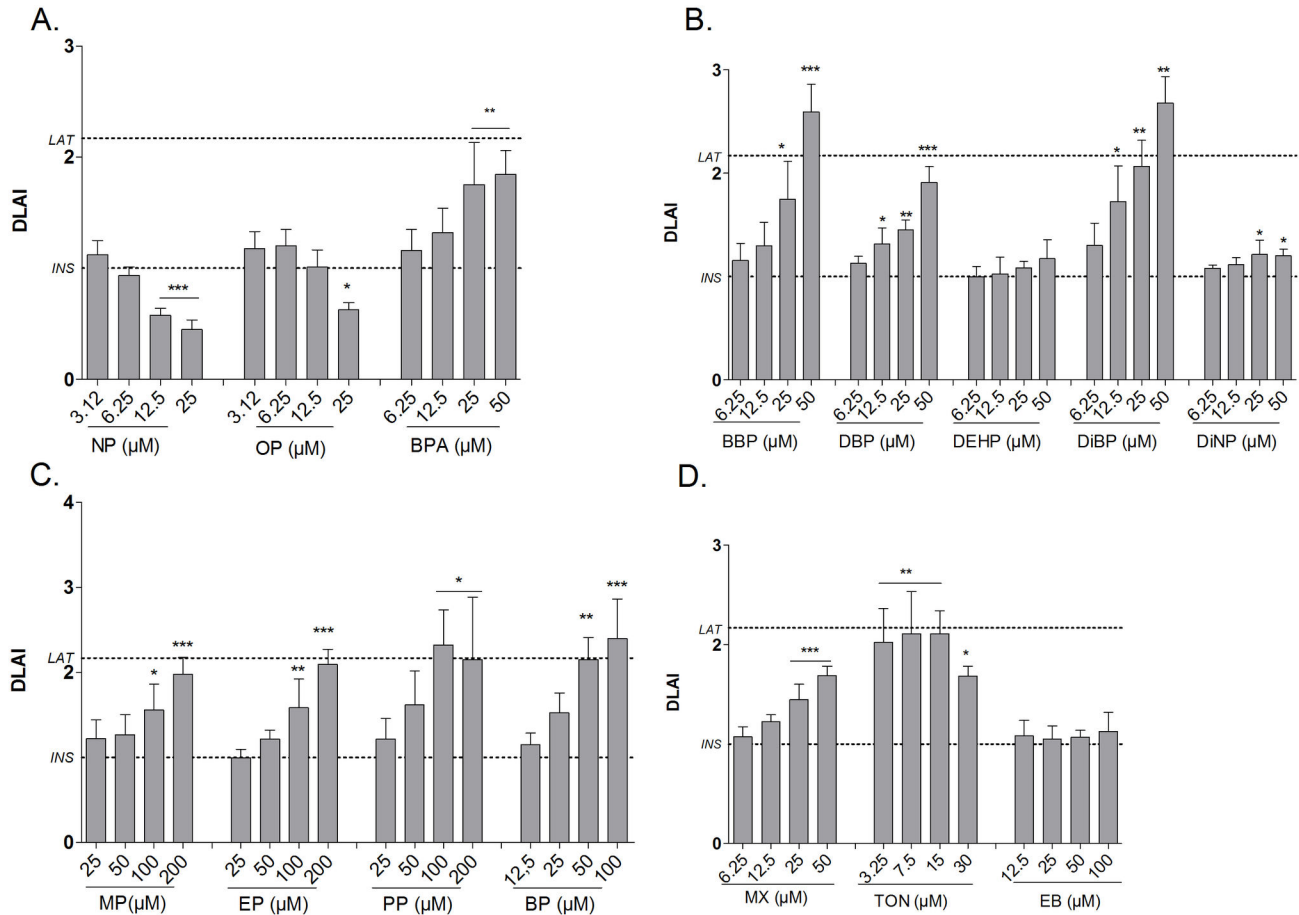 A.
3
LAT
2
DLAI
INS
1
0
** 
***
*
3.12 6.25 12.5 25 3.12 6.25 12.5 25 6.25 12.5 25 50
NP (µM) OP (µM) BPA (µM)
B.
3
LAT
2
DLAI
INS
1
0
* *** * ** *** * ** ** * *
6.25 12.5 25 50 6.25 12.5 25 50 6.25 12.5 25 50 6.25 12.5 25 50 6.25 12.5 25 50
BBP (µM) DBP (µM) DEHP (µM) DiBP (µM) DiNP (µM)
C.
4
3
LAT
2
DLAI
INS
1
0
* *** ** *** * ** ***
25 50 100 200 25 50 100 200 25 50 100 200 12,5 25 50 100
MP(µM) EP (µM) PP (µM) BP (µM)
D.
3
LAT
2
DLAI
INS
1
0
*** ** *
6.25 12.5 25 50 3.25 7.5 15 30 12.5 25 50 100
MX (µM) TON (µM) EB (µM)